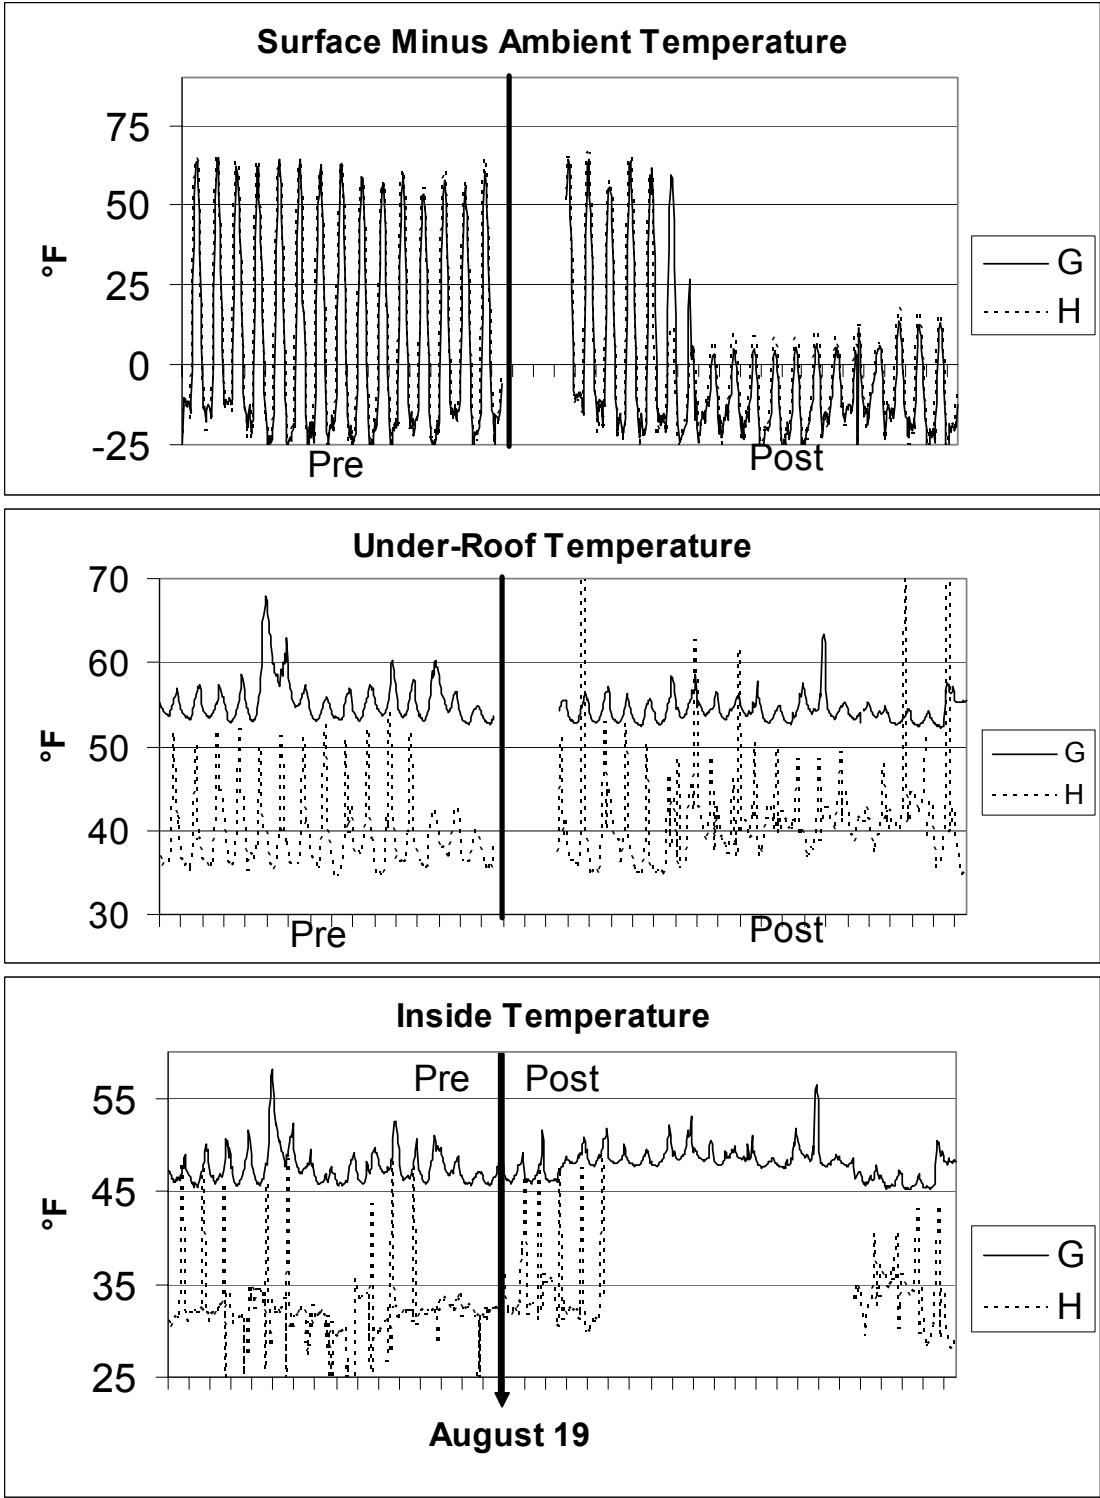 Surface Minus Ambient Temperature
75
50
25
0
-25
°F
Pre
Post
G
H
Under-Roof Temperature
70
60
50
40
30
°F
Pre
Post
G
H
Inside Temperature
Pre
Post
55
45
35
25
°F
G
H
August 19